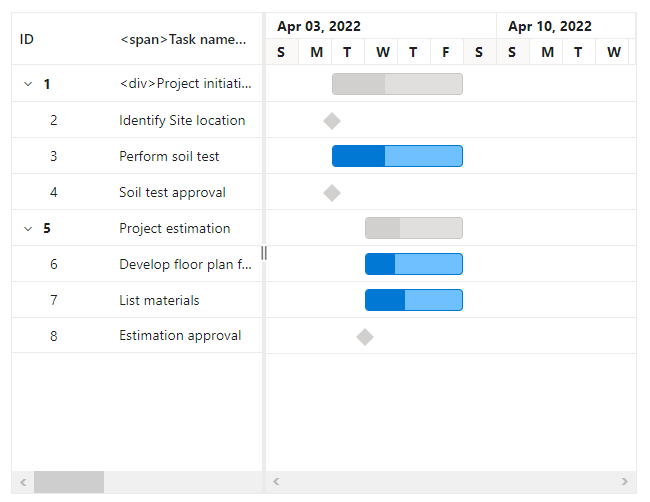 ID <span>Task name...
Apr 03, 2022 Apr 10, 2022
S M T W T F S S M T W
1 <div>Project initiati...
2 Identify Site location
3 Perform soil test
4 Soil test approval
5 Project estimation
6 Develop floor plan f...
7 List materials
8 Estimation approval